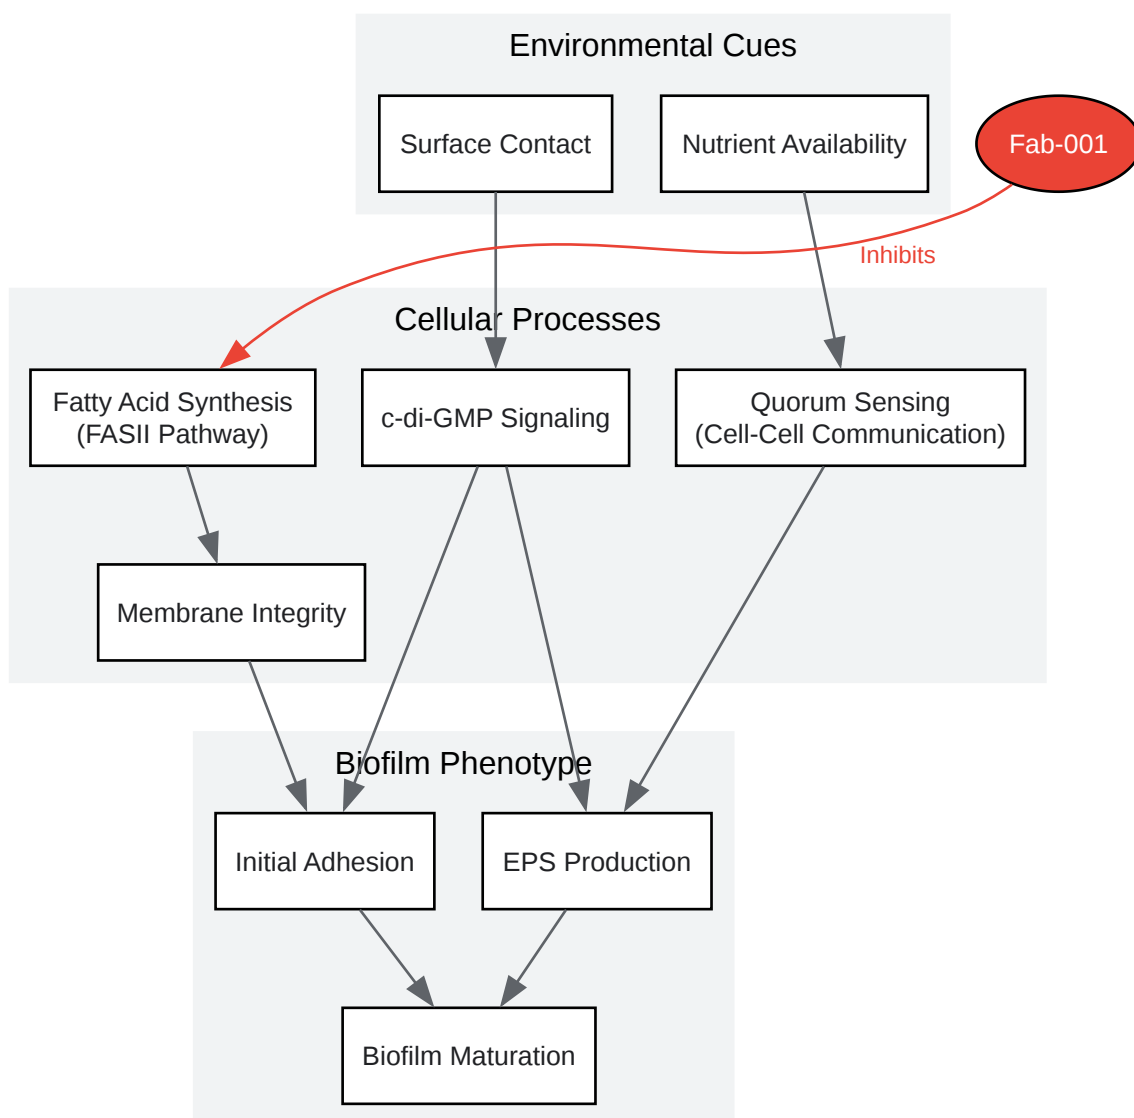 Environmental Cues
Surface Contact
Nutrient Availability
Fab-001
Inhibits
Cellular Processes
Fatty Acid Synthesis
(FASII Pathway)
c-di-GMP Signaling
Quorum Sensing
(Cell-Cell Communication)
Membrane Integrity
Biofilm Phenotype
Initial Adhesion
EPS Production
Biofilm Maturation